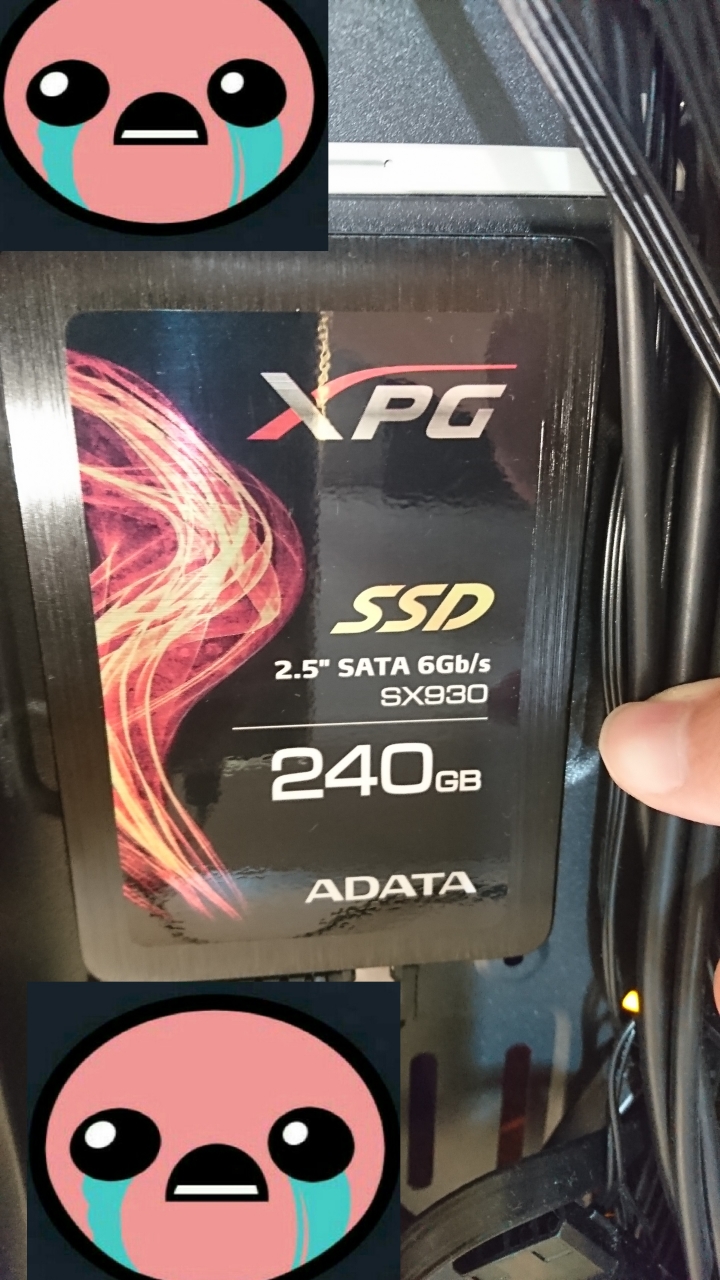 XPG
SSD
2.5" SATA 6Gb/s
SX930
240GB
ADATA